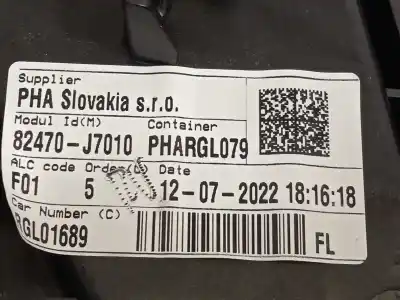 Supplier
PHA Slovakia s.r.o.
Modul Id(M) Container
82470-J7010 PHARGL079
ALC code Order(O) Date
F01 5 12-07-2022 18:16:18
Car Number (C)
RGL01689 FL